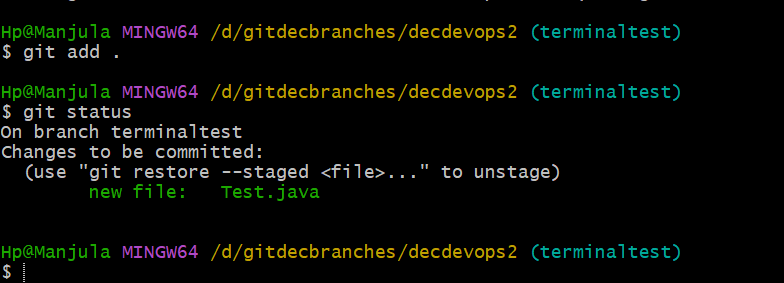 Hp@Manjula MINGW64 /d/gitdecbranches/decdevops2 (terminaltest)
$ git add .
Hp@Manjula MINGW64 /d/gitdecbranches/decdevops2 (terminaltest)
$ git status
On branch terminaltest
Changes to be committed:
  (use "git restore --staged <file>..." to unstage)
        new file:   Test.java
Hp@Manjula MINGW64 /d/gitdecbranches/decdevops2 (terminaltest)
$